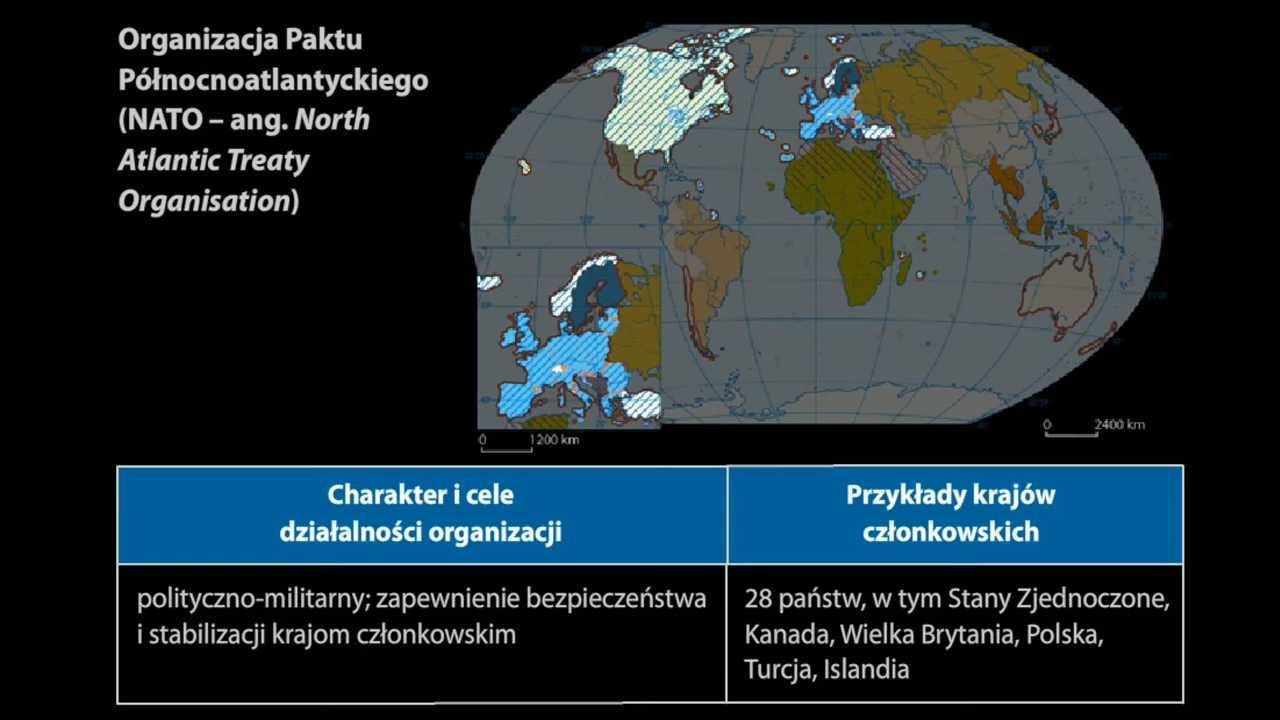 Organizacja Paktu
Północnoatlantyckiego
(NATO – ang. North
Atlantic Treaty
Organisation)
0 1200 km
0 2400 km
Charakter i cele
działalności organizacji
Przykłady krajów
członkowskich
polityczno-militarny; zapewnienie bezpieczeństwa
i stabilizacji krajom członkowskim
28 państw, w tym Stany Zjednoczone,
Kanada, Wielka Brytania, Polska,
Turcja, Islandia